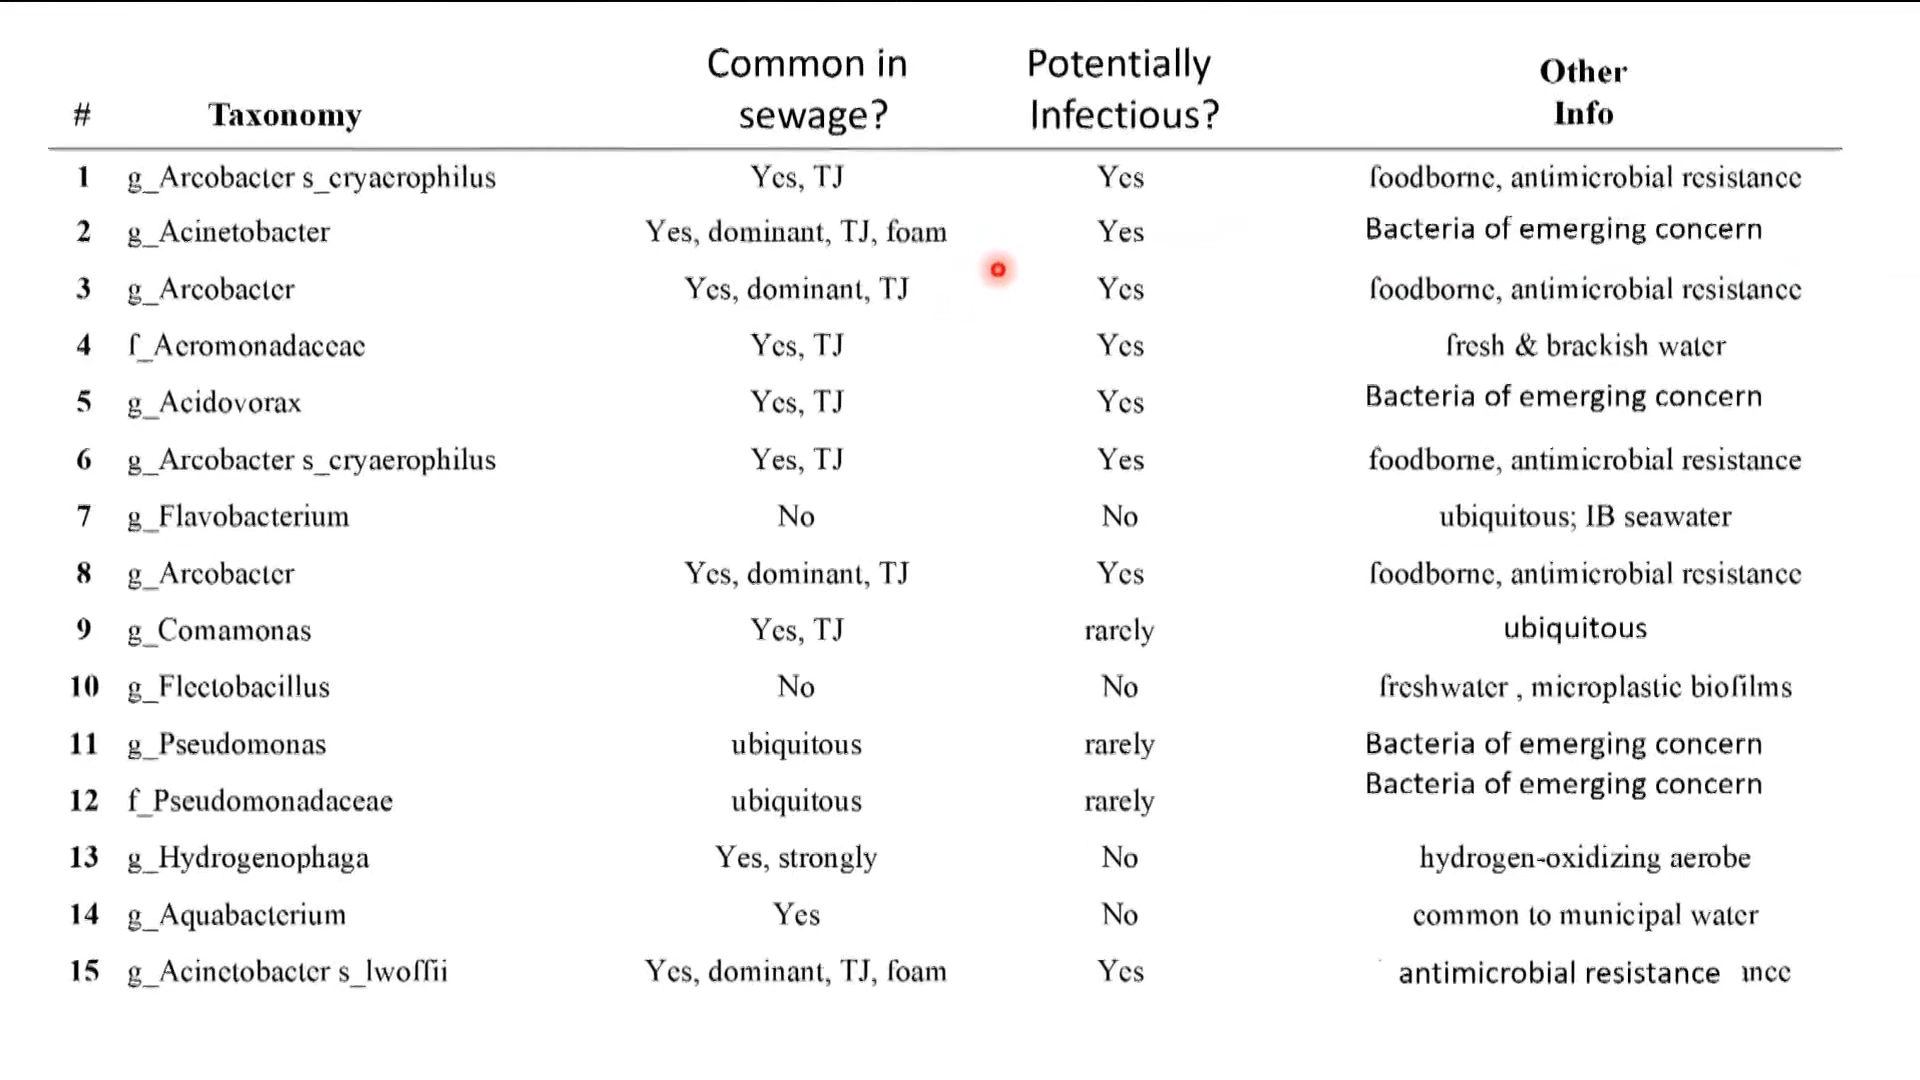 # Taxonomy Common in sewage? Potentially Infectious? Other Info
1 g_Arcobacter s_cryaerophilus Yes, TJ Yes foodborne, antimicrobial resistance
2 g_Acinetobacter Yes, dominant, TJ, foam Yes Bacteria of emerging concern
3 g_Arcobacter Yes, dominant, TJ Yes foodborne, antimicrobial resistance
4 f_Aeromonadaceae Yes, TJ Yes fresh & brackish water
5 g_Acidovorax Yes, TJ Yes Bacteria of emerging concern
6 g_Arcobacter s_cryaerophilus Yes, TJ Yes foodborne, antimicrobial resistance
7 g_Flavobacterium No No ubiquitous; IB seawater
8 g_Arcobacter Yes, dominant, TJ Yes foodborne, antimicrobial resistance
9 g_Comamonas Yes, TJ rarely ubiquitous
10 g_Flectobacillus No No freshwater , microplastic biofilms
11 g_Pseudomonas ubiquitous rarely Bacteria of emerging concern
12 f_Pseudomonadaceae ubiquitous rarely Bacteria of emerging concern
13 g_Hydrogenophaga Yes, strongly No hydrogen-oxidizing aerobe
14 g_Aquabacterium Yes No common to municipal water
15 g_Acinetobacter s_lwoffii Yes, dominant, TJ, foam Yes antimicrobial resistance